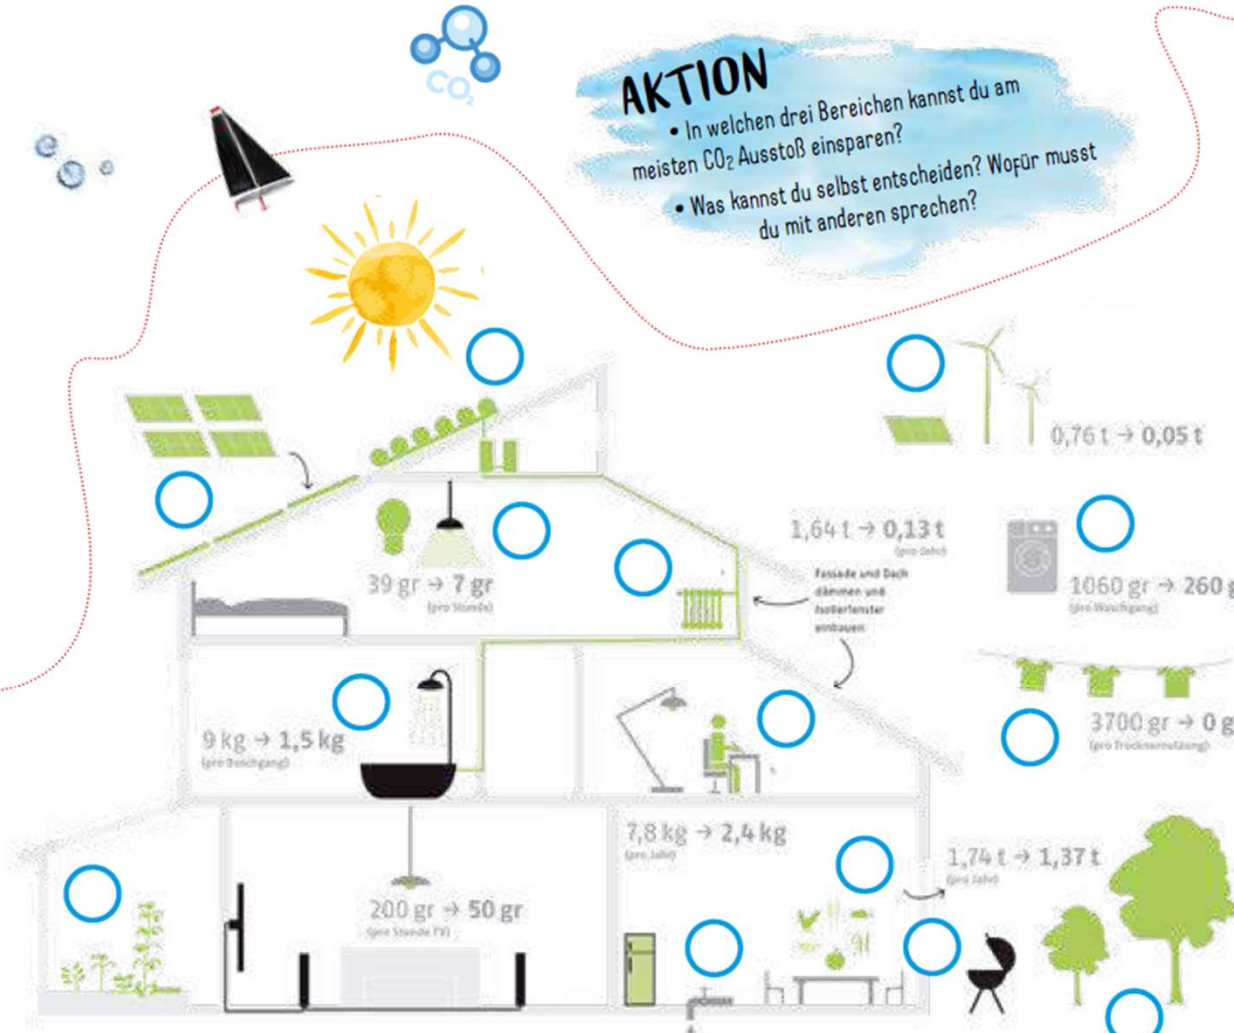 CO₂
AKTION
• In welchen drei Bereichen kannst du am
meisten CO₂ Ausstoß einsparen?
• Was kannst du selbst entscheiden? Wofür musst
du mit anderen sprechen?
0,76 t → 0,05 t
1,64 t → 0,13 t
(pro Jahr)
Fassade und Dach
dämmen und
Isolierfenster
einbauen
39 gr → 7 gr
(pro Stunde)
1060 gr → 260 g
(pro Waschgang)
3700 gr → 0 g
(pro Trocknernutzung)
9 kg → 1,5 kg
(pro Duschgang)
7,8 kg → 2,4 kg
(pro Jahr)
1,74 t → 1,37 t
(pro Jahr)
200 gr → 50 gr
(pro Stunde TV)